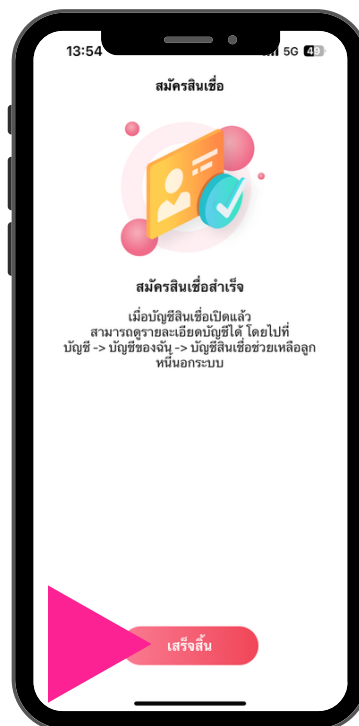 13:54
5G 49
สมัครสินเชื่อ
สมัครสินเชื่อสำเร็จ
เมื่อบัญชีสินเชื่อเปิดแล้ว
สามารถดูรายละเอียดบัญชีได้ โดยไปที่
บัญชี -> บัญชีของฉัน -> บัญชีสินเชื่อช่วยเหลือลูก
หนี้นอกระบบ
เสร็จสิ้น